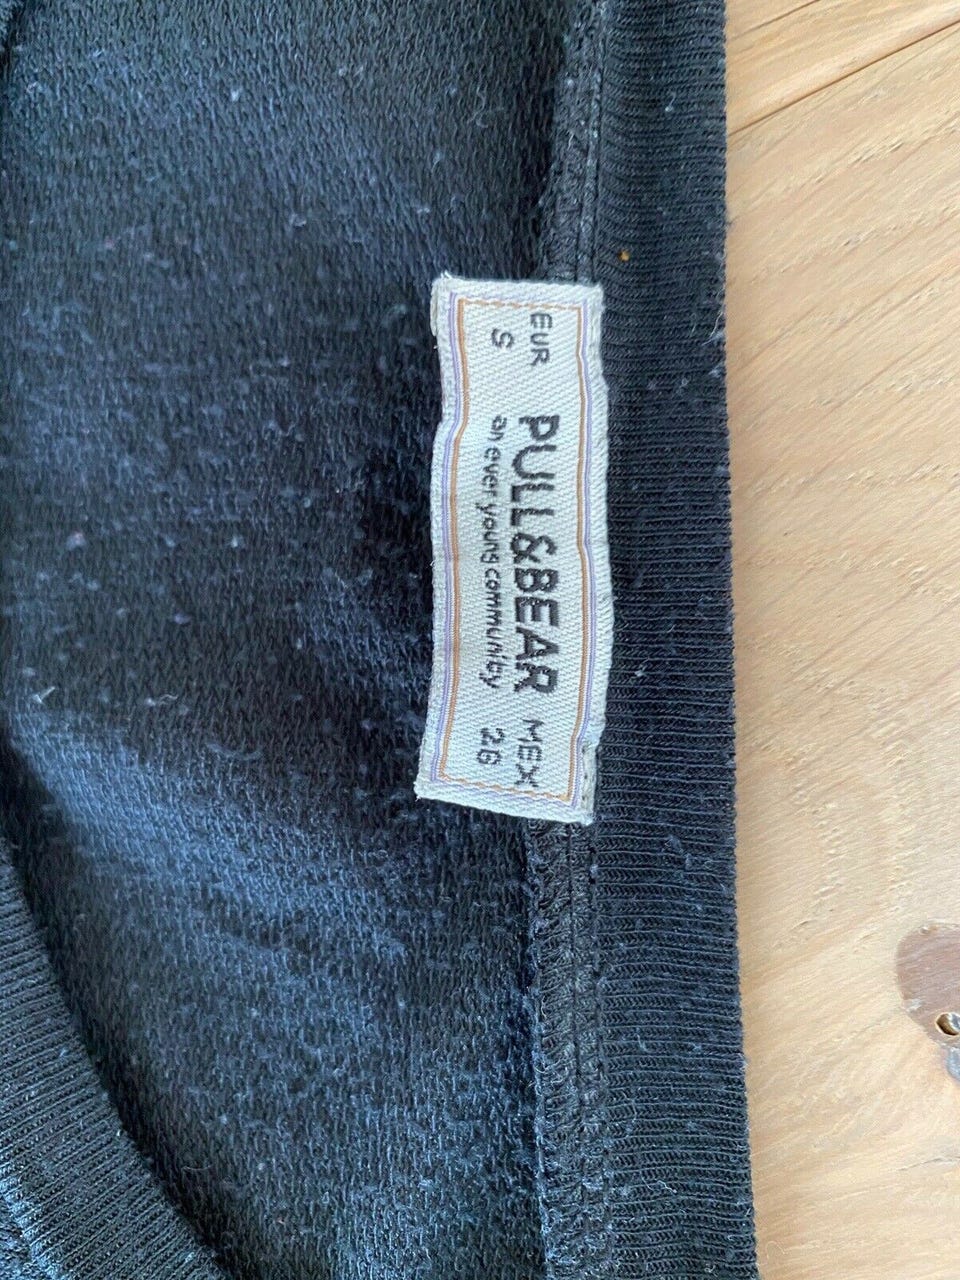 EUR
S
PULL&BEAR
an ever young community
MEX
26